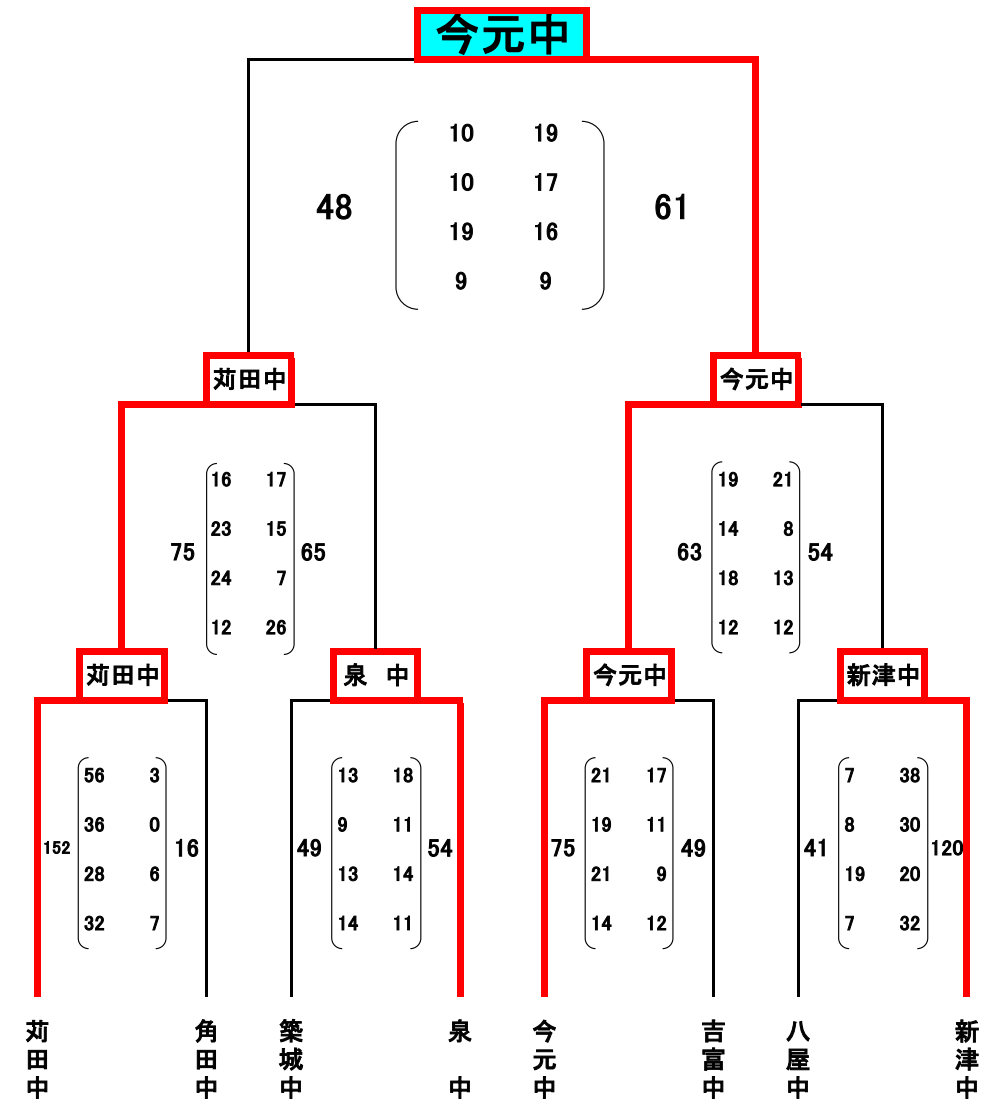 今元中
10 19
10 17
48 61
19 16
9 9
苅田中 今元中
16 17 19 21
23 15 14 8
75 65 63 54
24 7 18 13
12 26 12 12
苅田中 泉 中 今元中 新津中
56 3 13 18 21 17 7 38
36 0 9 11 19 11 8 30
152 16 49 54 75 49 41 120
28 6 13 14 21 9 19 20
32 7 14 11 14 12 7 32
苅田中
角田中
築城中
泉 中
今元中
吉富中
八屋中
新津中